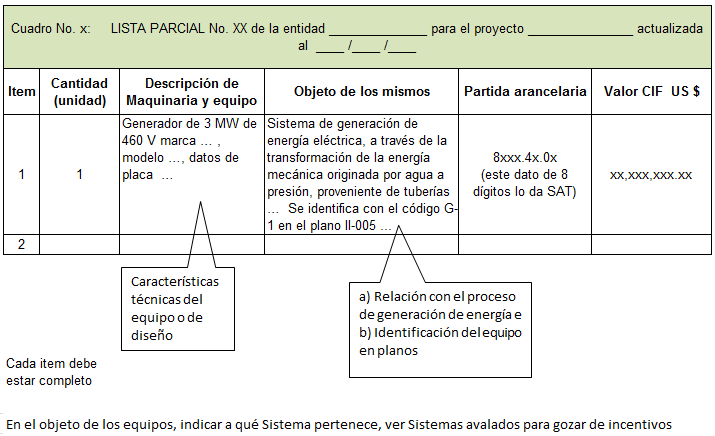 Cuadro No. x: LISTA PARCIAL No. XX de la entidad ______________ para el proyecto _______________ actualizada
al ____ /____ /____
Item
Cantidad
(unidad)
Descripción de
Maquinaria y equipo
Objeto de los mismos
Partida arancelaria
Valor CIF US $
1
1
Generador de 3 MW de
460 V marca ... ,
modelo ..., datos de
placa ...
Sistema de generación de
energía eléctrica, a través de la
transformación de la energía
mecánica originada por agua a
presión, proveniente de tuberías
... Se identifica con el código G-
1 en el plano II-005 ...
8xxx.4x.0x
(este dato de 8
dígitos lo da SAT)
xx,xxx,xxx.xx
2
Características
técnicas del
equipo o de
diseño
a) Relación con el proceso
de generación de energía e
b) Identificación del equipo
en planos
Cada item debe
estar completo
En el objeto de los equipos, indicar a qué Sistema pertenece, ver Sistemas avalados para gozar de incentivos